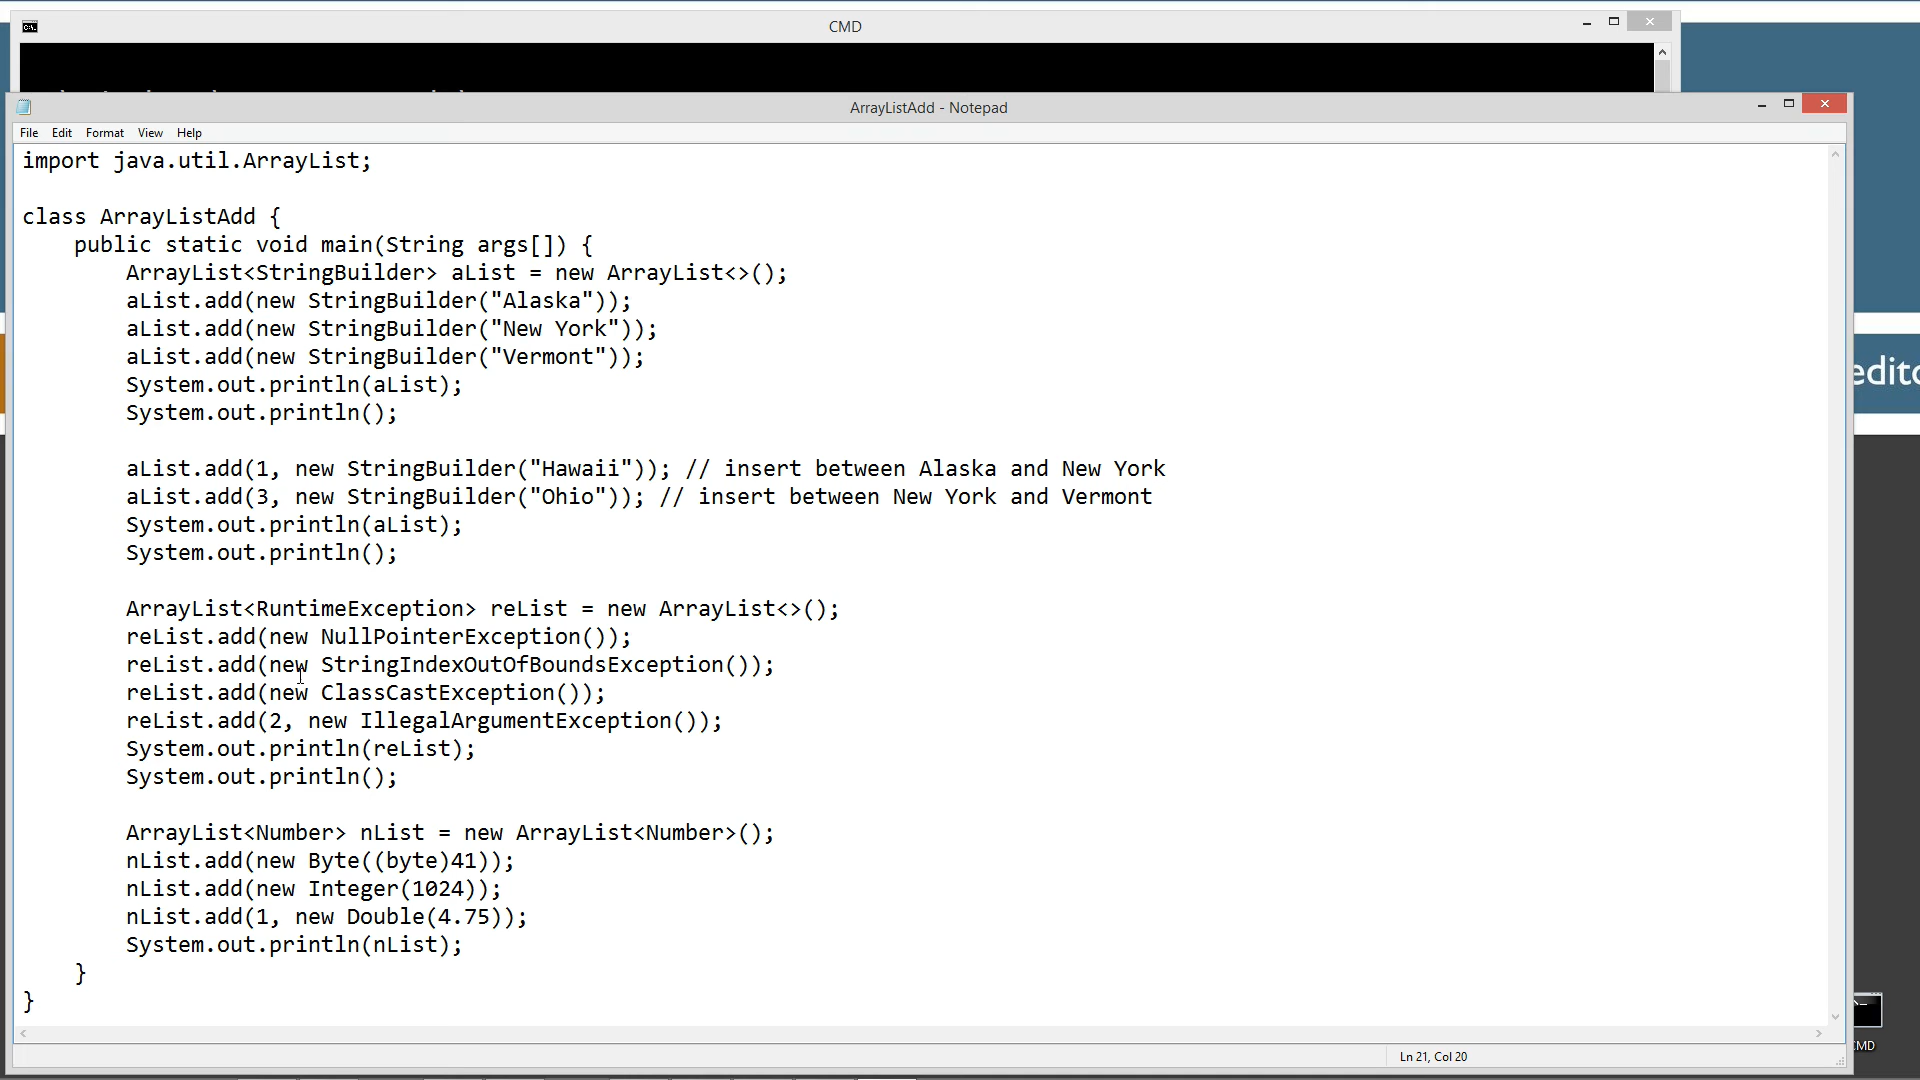 CMD
ArrayListAdd - Notepad
File Edit Format View Help
import java.util.ArrayList;
class ArrayListAdd {
public static void main(String args[]) {
ArrayList<StringBuilder> aList = new ArrayList<>();
aList.add(new StringBuilder("Alaska"));
aList.add(new StringBuilder("New York"));
aList.add(new StringBuilder("Vermont"));
System.out.println(aList);
System.out.println();
aList.add(1, new StringBuilder("Hawaii")); // insert between Alaska and New York
aList.add(3, new StringBuilder("Ohio")); // insert between New York and Vermont
System.out.println(aList);
System.out.println();
ArrayList<RuntimeException> reList = new ArrayList<>();
reList.add(new NullPointerException());
reList.add(new StringIndexOutOfBoundsException());
reList.add(new ClassCastException());
reList.add(2, new IllegalArgumentException());
System.out.println(reList);
System.out.println();
ArrayList<Number> nList = new ArrayList<Number>();
nList.add(new Byte((byte)41));
nList.add(new Integer(1024));
nList.add(1, new Double(4.75));
System.out.println(nList);
}
}
Ln 21, Col 20